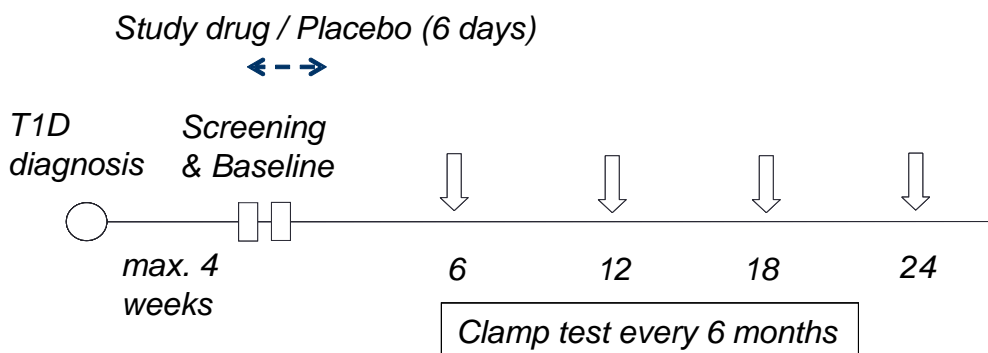 Study drug / Placebo (6 days)
T1D
diagnosis
Screening
& Baseline
max. 4
weeks
6
12
18
24
Clamp test every 6 months